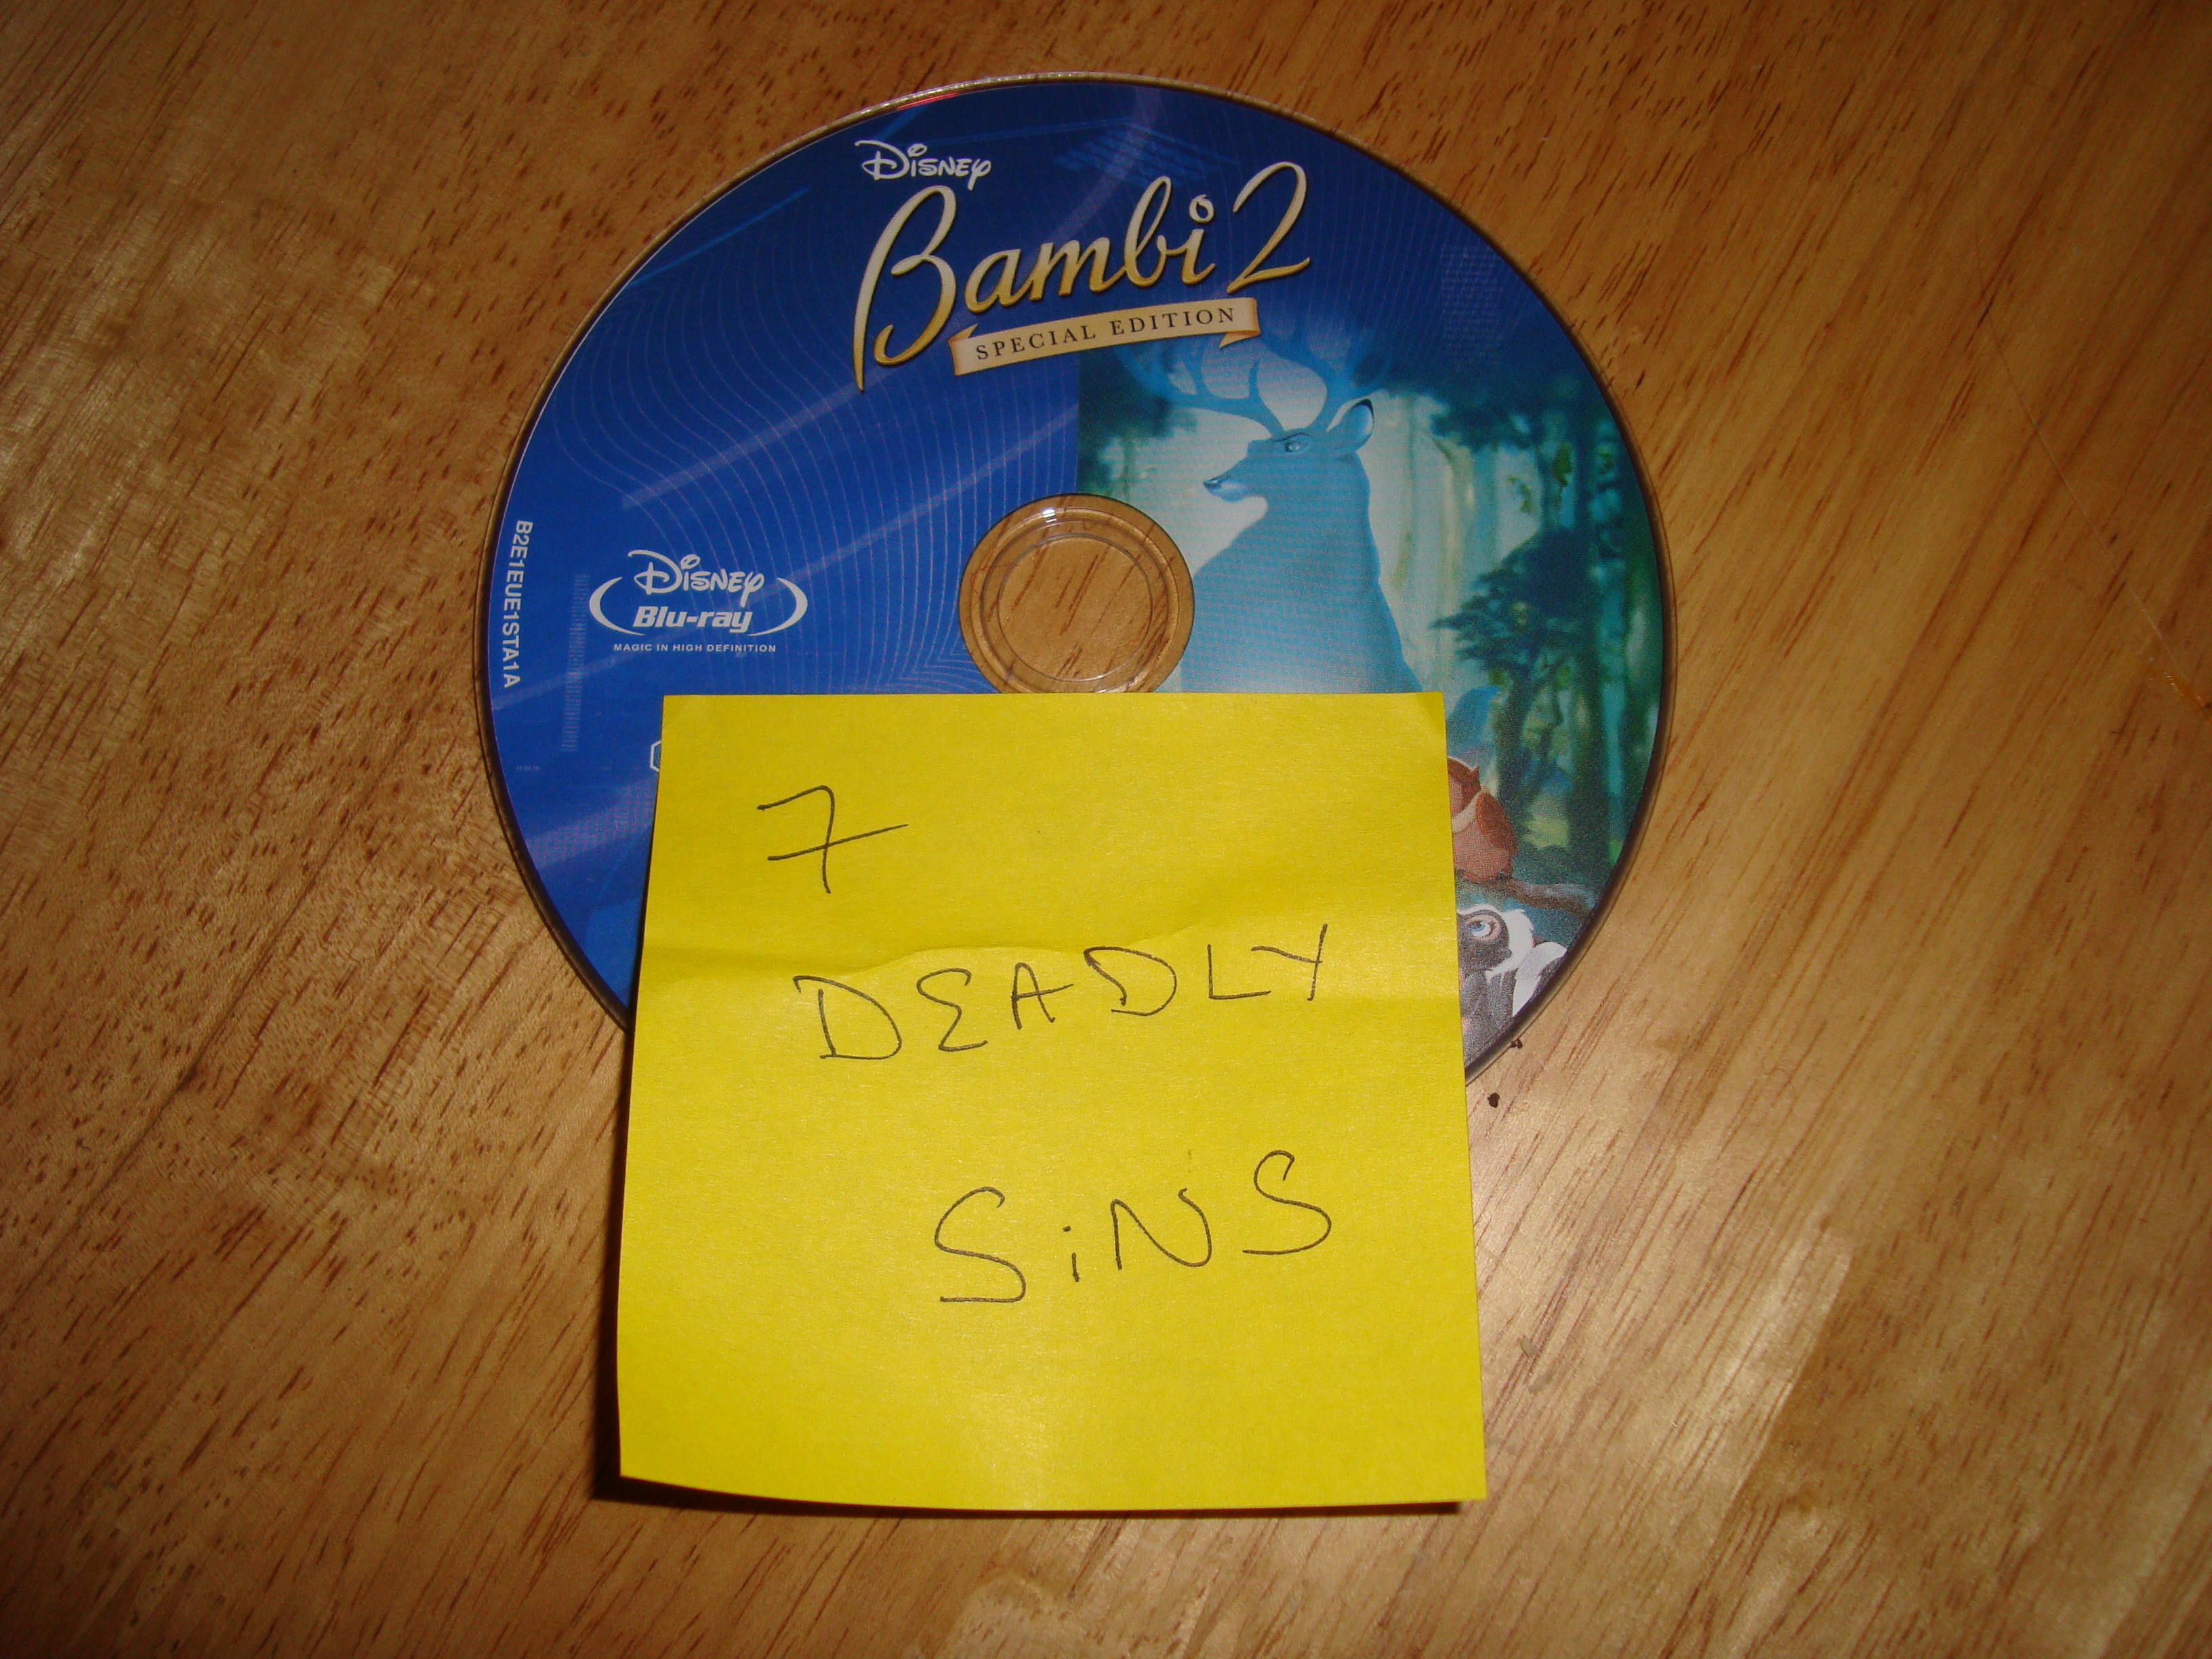 Disney
Bambi 2
SPECIAL EDITION
Disney
Blu-ray
MAGIC IN HIGH DEFINITION
B2E1EUE1STA1A
7
DEADLY
SiNS